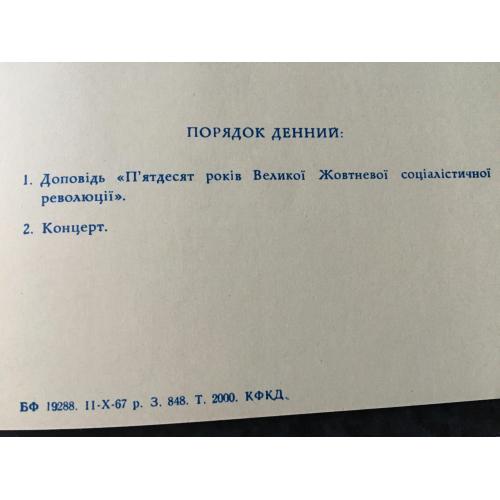 ПОРЯДОК ДЕННИЙ:
1. Доповідь «П'ятдесят років Великої Жовтневої соціалістичної
революції».
2. Концерт.
БФ 19288. 11-X-67 р. З. 848. Т. 2000. КФКД.